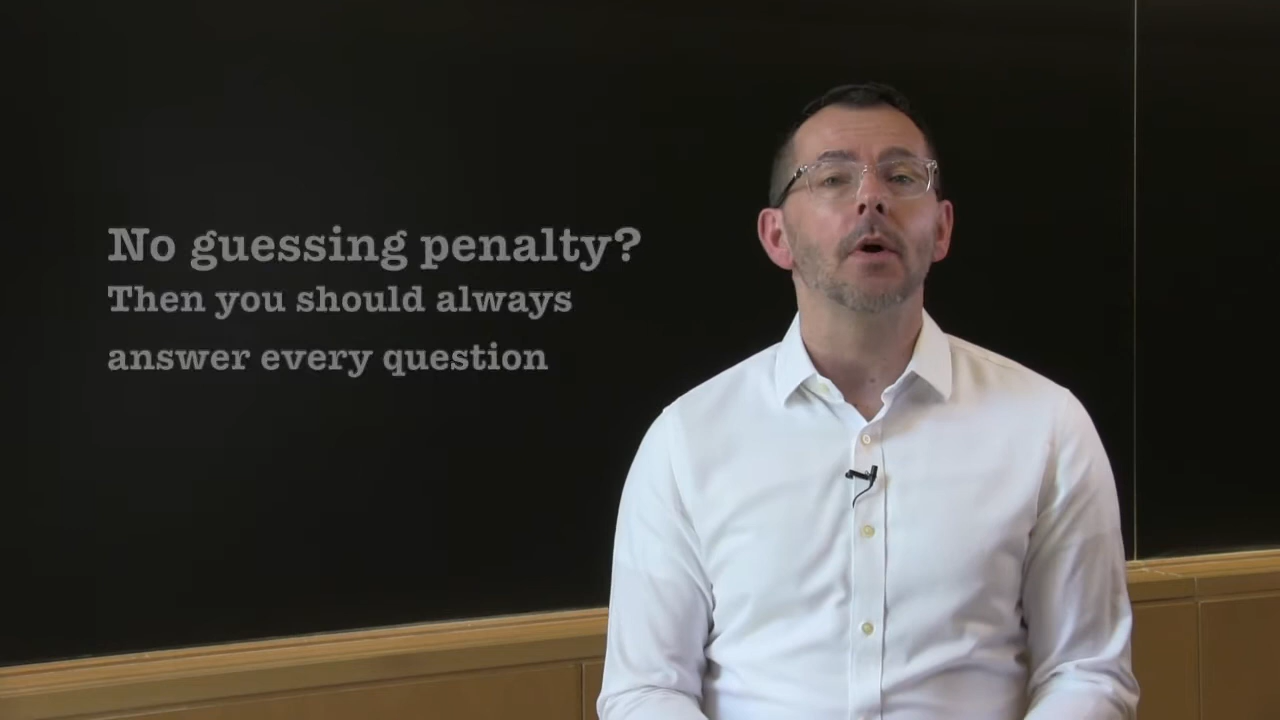 No guessing penalty?
Then you should always
answer every question